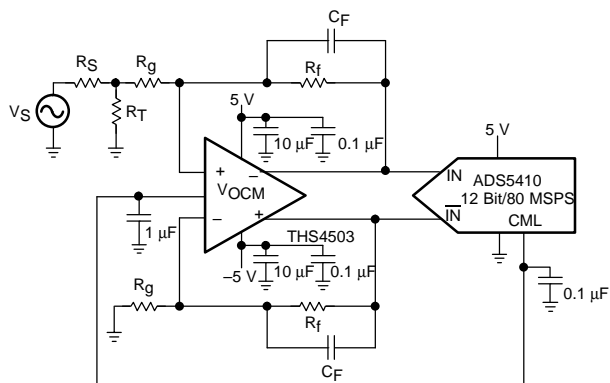 C_F
R_S
R_g
R_f
V_S
R_T
5 V
10 µF
0.1 µF
5 V
+
−
V_OCM
−
+
IN
ADS5410
12 Bit/80 MSPS
I̅N̅
CML
1 µF
THS4503
−5 V
10 µF
0.1 µF
0.1 µF
R_g
R_f
C_F